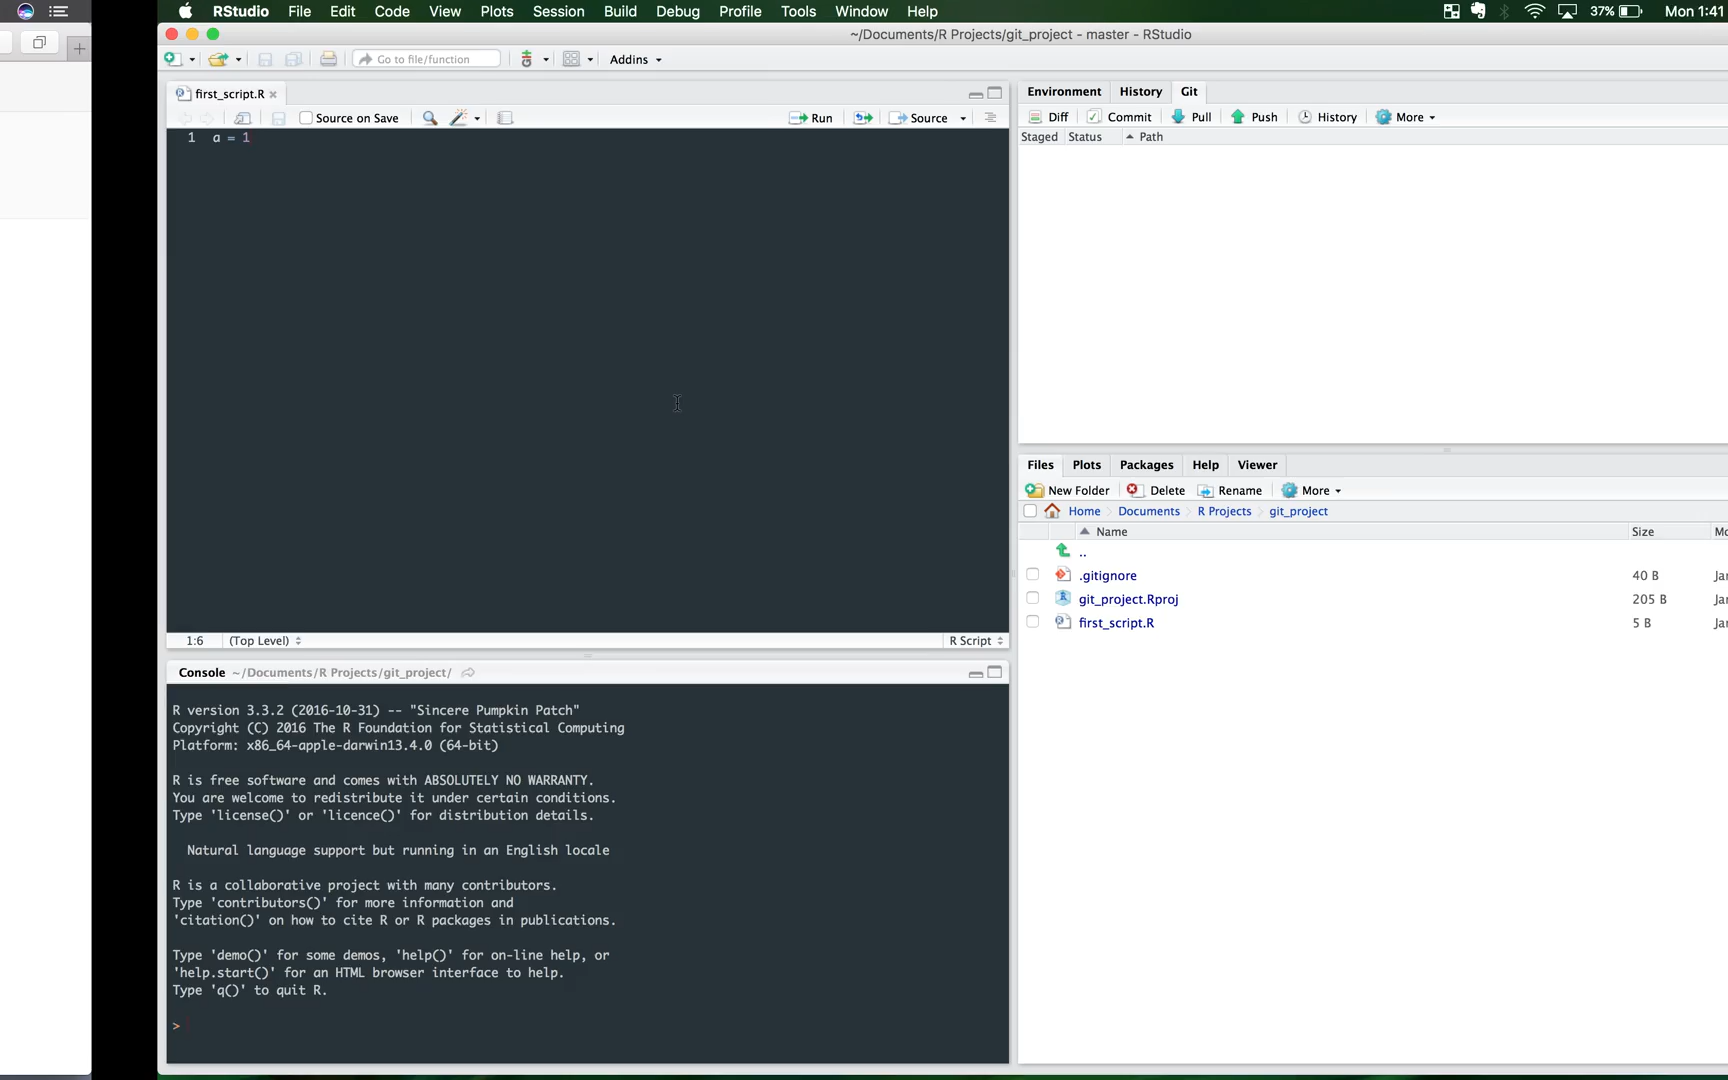 RStudio File Edit Code View Plots Session Build Debug Profile Tools Window Help 37% Mon 1:41
~/Documents/R Projects/git_project - master - RStudio
Go to file/function Addins
first_script.R
Source on Save Run Source
1 a = 1
1:6 (Top Level) R Script
Console ~/Documents/R Projects/git_project/
R version 3.3.2 (2016-10-31) -- "Sincere Pumpkin Patch"
Copyright (C) 2016 The R Foundation for Statistical Computing
Platform: x86_64-apple-darwin13.4.0 (64-bit)
R is free software and comes with ABSOLUTELY NO WARRANTY.
You are welcome to redistribute it under certain conditions.
Type 'license()' or 'licence()' for distribution details.
Natural language support but running in an English locale
R is a collaborative project with many contributors.
Type 'contributors()' for more information and
'citation()' on how to cite R or R packages in publications.
Type 'demo()' for some demos, 'help()' for on-line help, or
'help.start()' for an HTML browser interface to help.
Type 'q()' to quit R.
>
Environment History Git
Diff Commit Pull Push History More
Staged Status Path
Files Plots Packages Help Viewer
New Folder Delete Rename More
Home Documents R Projects git_project
Name Size Mo
..
.gitignore 40 B Jan
git_project.Rproj 205 B Jan
first_script.R 5 B Jan